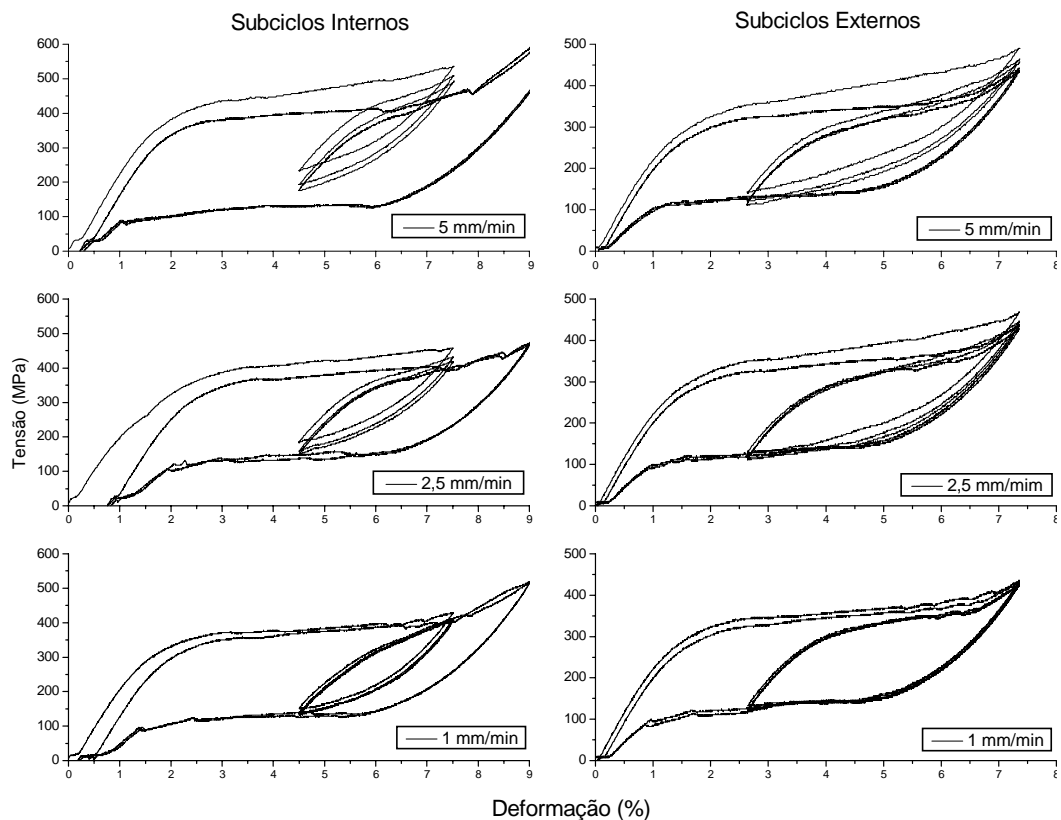 Subciclos Internos
Subciclos Externos
600
500
400
300
200
100
0
0 1 2 3 4 5 6 7 8 9
5 mm/min
500
400
300
200
100
0
0 1 2 3 4 5 6 7 8
5 mm/min
Tensão (MPa)
600
500
400
300
200
100
0
0 1 2 3 4 5 6 7 8 9
2,5 mm/min
500
400
300
200
100
0
0 1 2 3 4 5 6 7 8
2,5 mm/mim
600
500
400
300
200
100
0
0 1 2 3 4 5 6 7 8 9
1 mm/min
500
400
300
200
100
0
0 1 2 3 4 5 6 7 8
1 mm/min
Deformação (%)